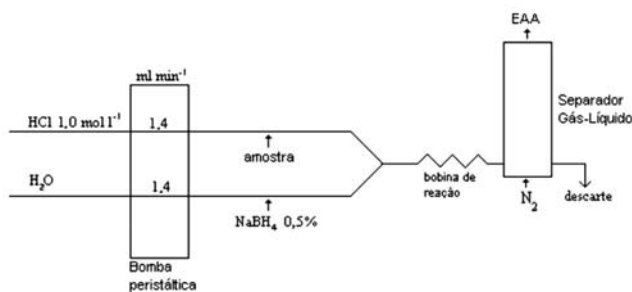 EAA
ml min⁻¹
HCl 1,0 mol l⁻¹
1,4
amostra
Separador
Gás-Líquido
H₂O
1,4
NaBH₄ 0,5%
bobina de
reação
N₂
descarte
Bomba
peristáltica